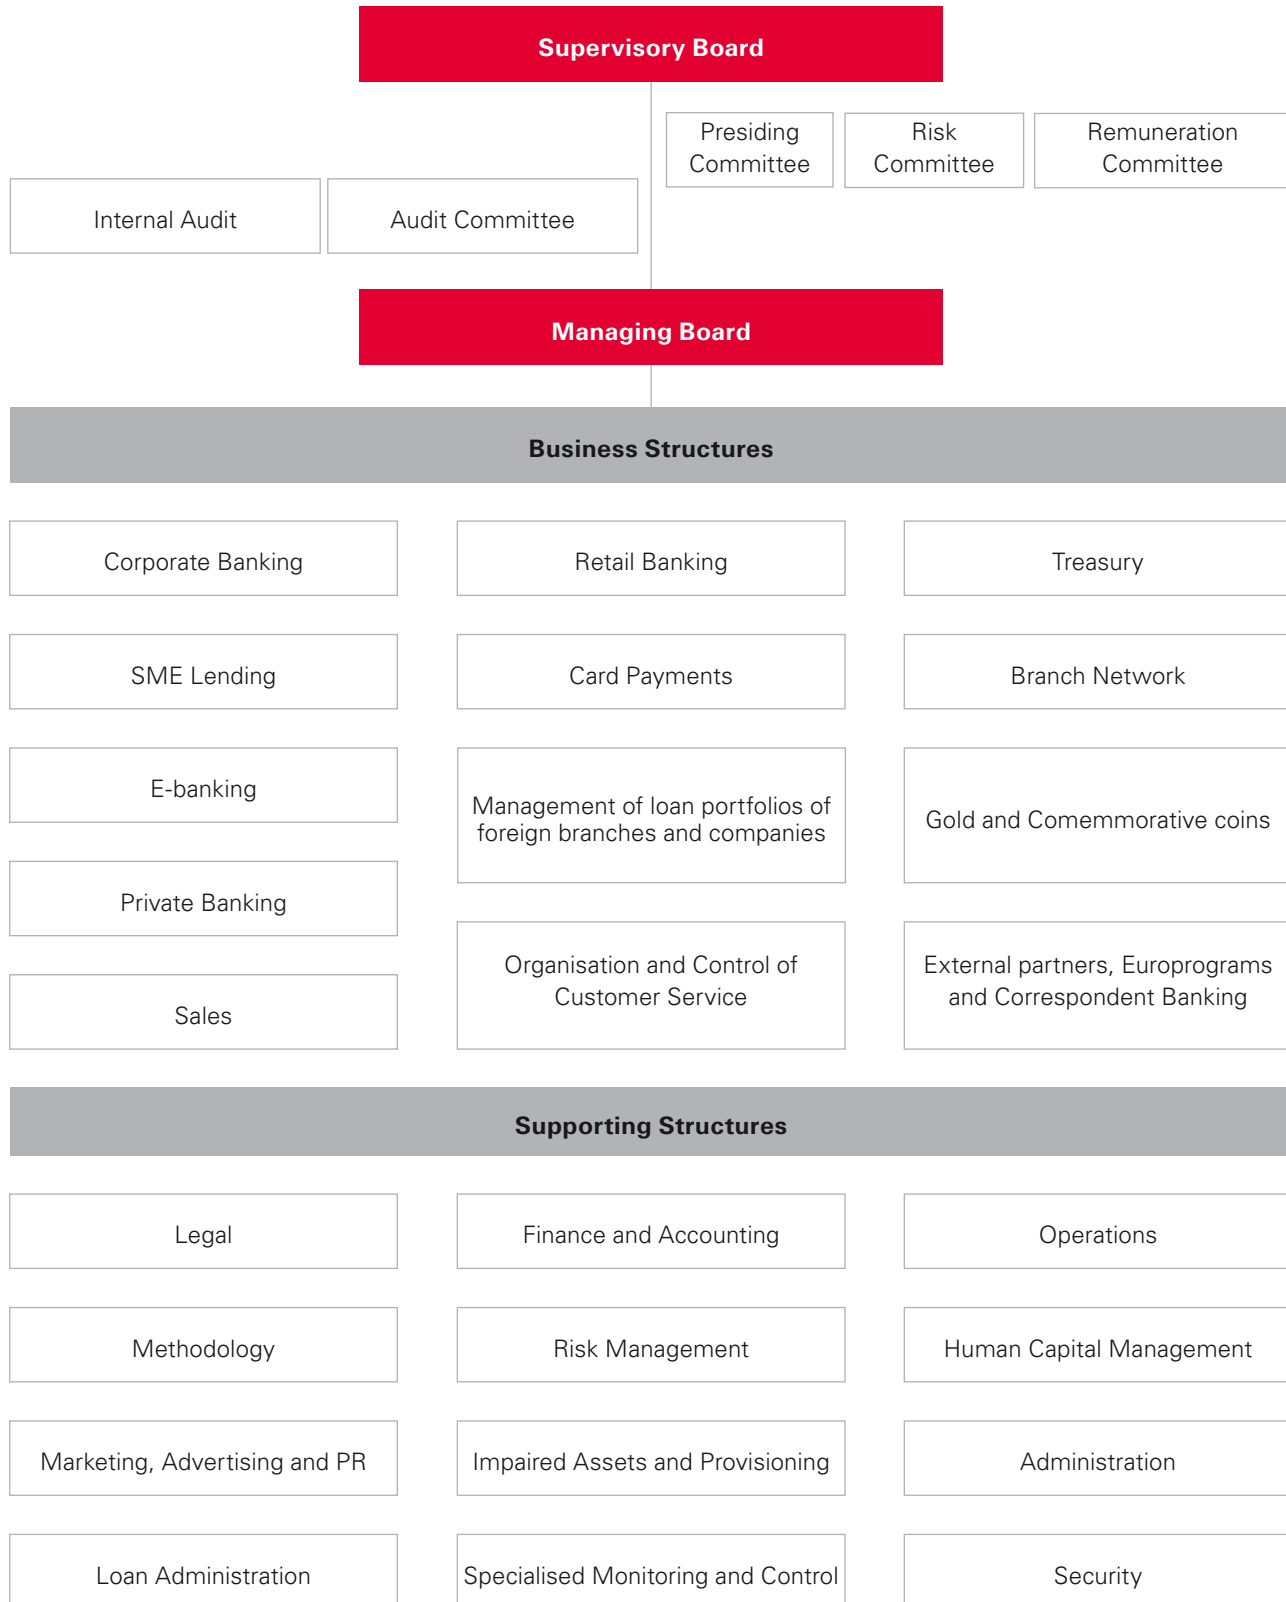 Supervisory Board
Presiding
Committee
Risk
Committee
Remuneration
Committee
Internal Audit
Audit Committee
Managing Board
Business Structures
Corporate Banking
Retail Banking
Treasury
SME Lending
Card Payments
Branch Network
E-banking
Management of loan portfolios of
foreign branches and companies
Gold and Comemmorative coins
Private Banking
Organisation and Control of
Customer Service
External partners, Europrograms
and Correspondent Banking
Sales
Supporting Structures
Legal
Finance and Accounting
Operations
Methodology
Risk Management
Human Capital Management
Marketing, Advertising and PR
Impaired Assets and Provisioning
Administration
Loan Administration
Specialised Monitoring and Control
Security